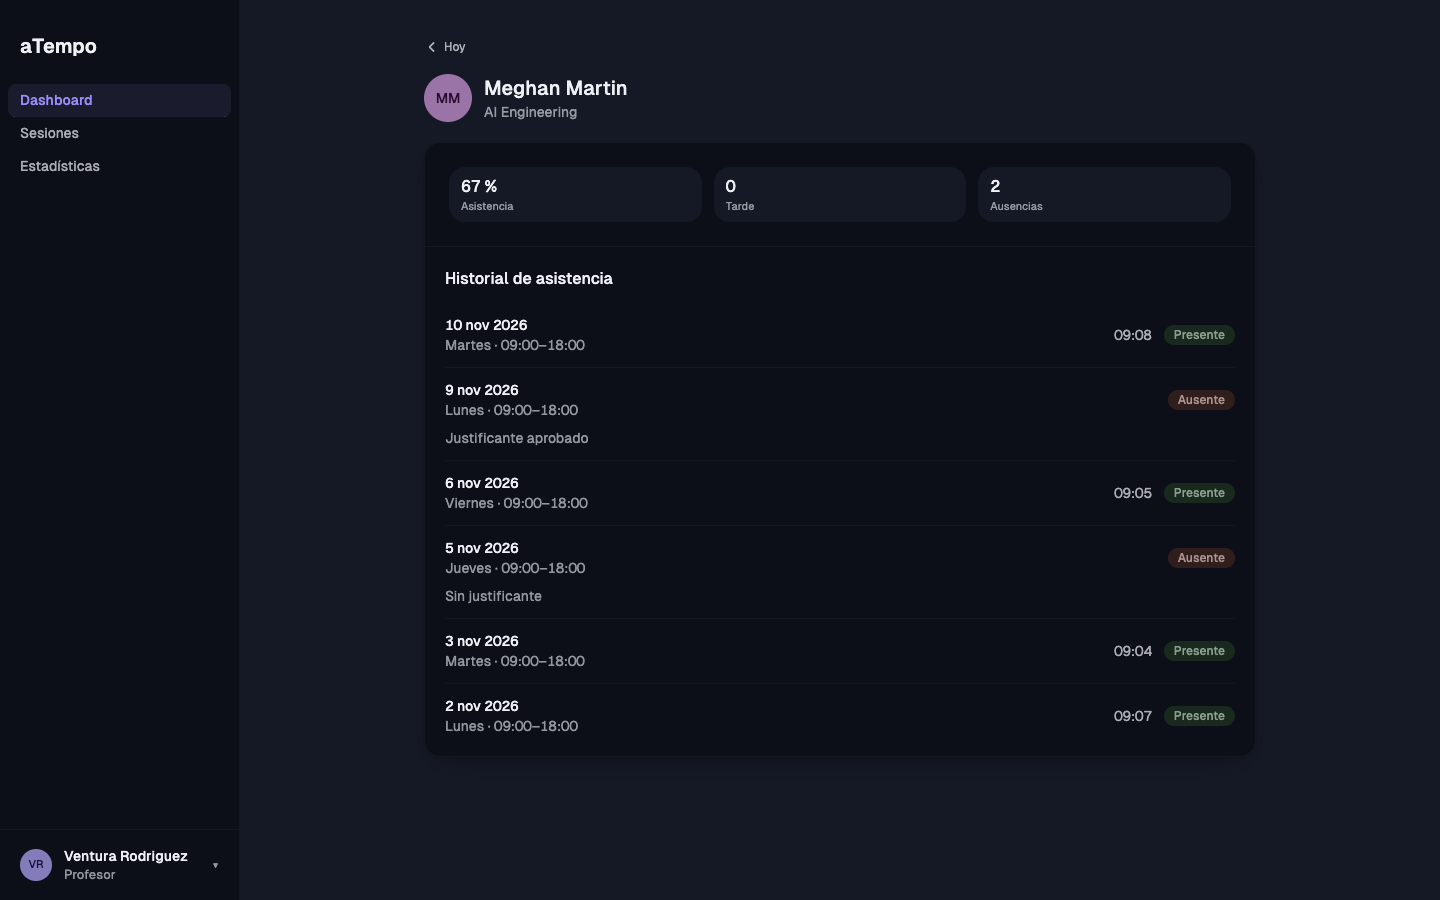 aTempo
Dashboard
Sesiones
Estadísticas
Hoy
MM
Meghan Martin
AI Engineering
67 %
Asistencia
0
Tarde
2
Ausencias
Historial de asistencia
10 nov 2026
Martes · 09:00–18:00
09:08 Presente
9 nov 2026
Lunes · 09:00–18:00
Ausente
Justificante aprobado
6 nov 2026
Viernes · 09:00–18:00
09:05 Presente
5 nov 2026
Jueves · 09:00–18:00
Ausente
Sin justificante
3 nov 2026
Martes · 09:00–18:00
09:04 Presente
2 nov 2026
Lunes · 09:00–18:00
09:07 Presente
VR
Ventura Rodriguez
Profesor